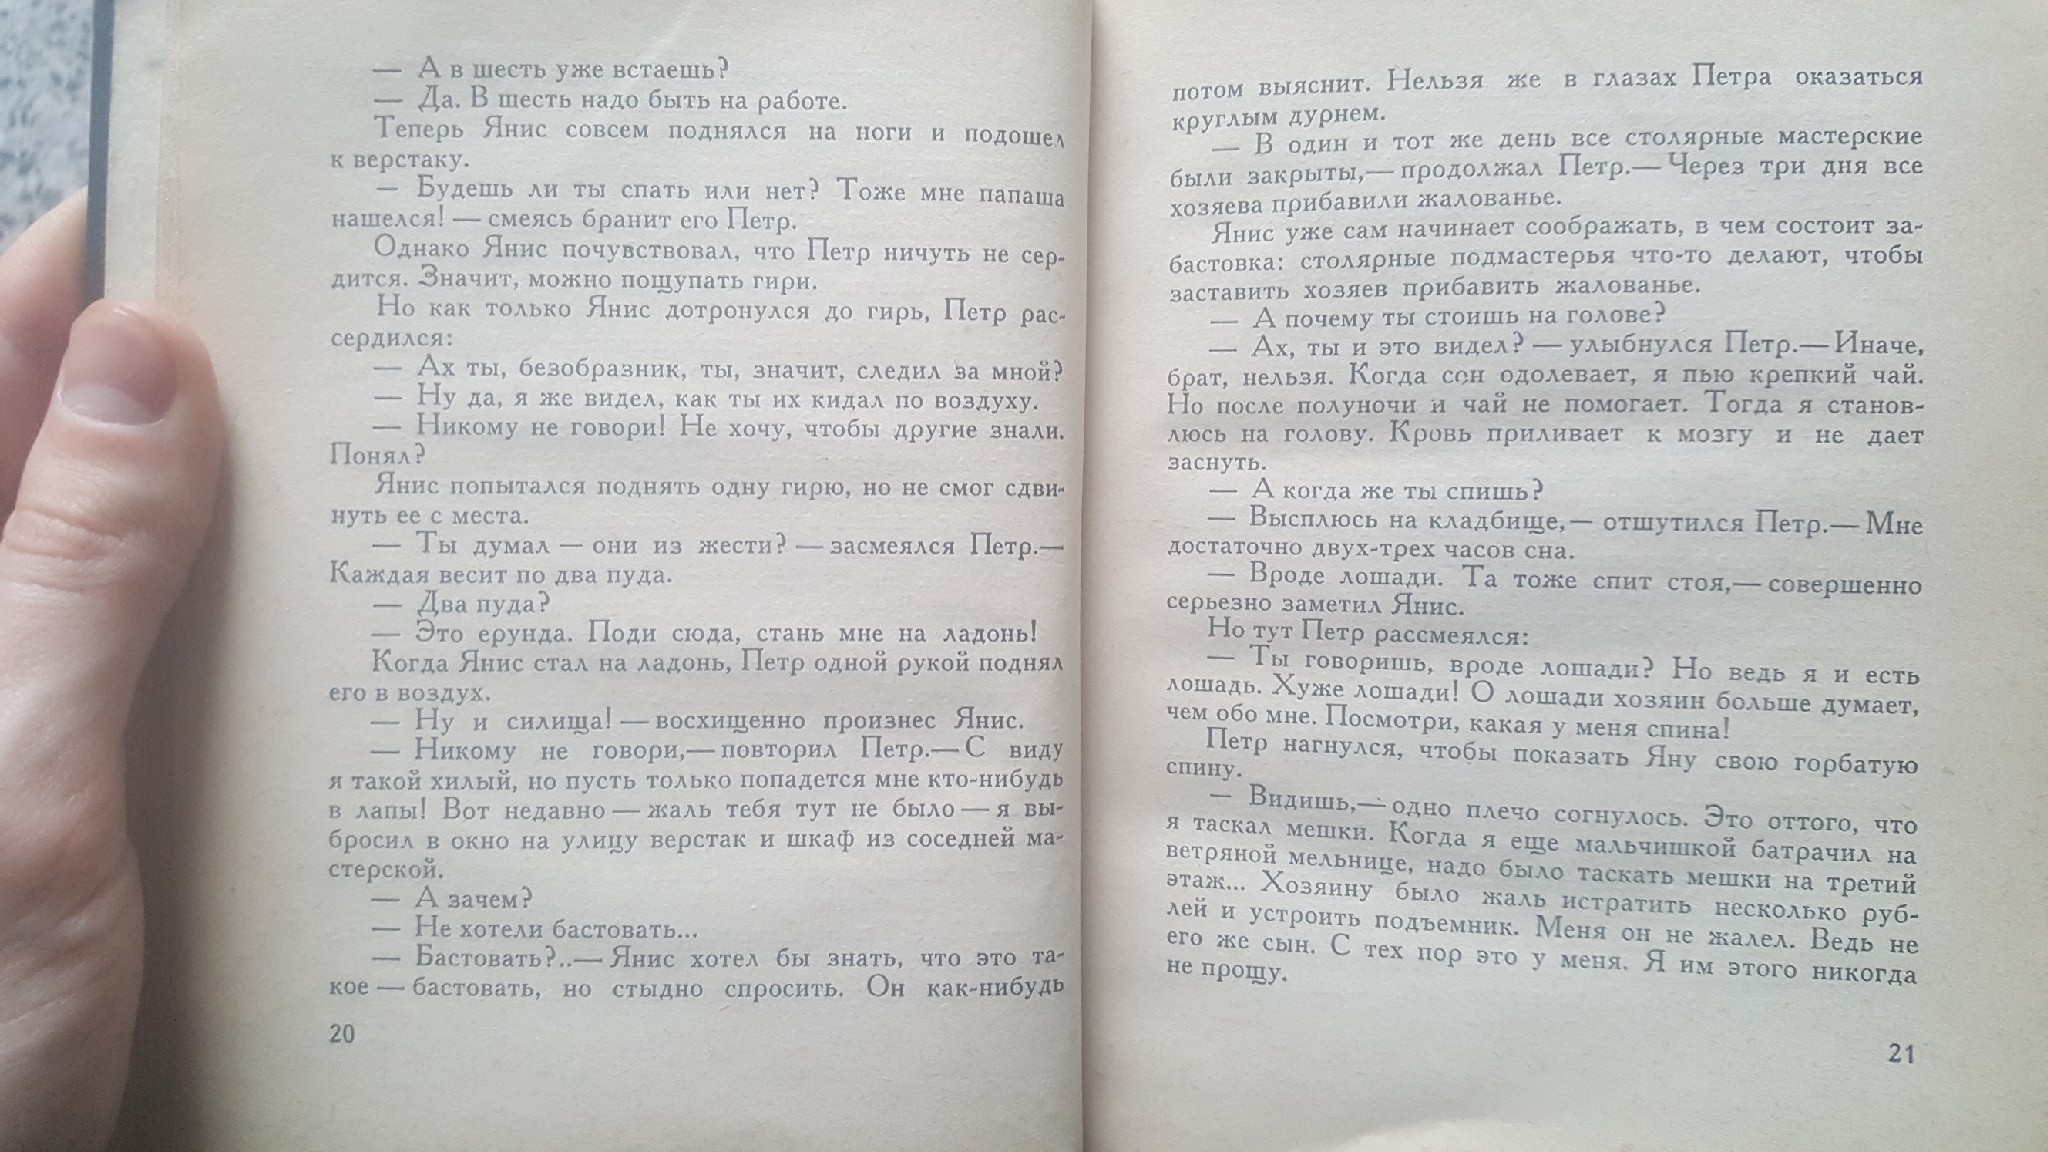 — А в шесть уже встаешь?
— Да. В шесть надо быть на работе.
Теперь Янис совсем поднялся на ноги и подошел
к верстаку.
— Будешь ли ты спать или нет? Тоже мне папаша
нашелся! — смеясь бранит его Петр.
Однако Янис почувствовал, что Петр ничуть не сер-
дится. Значит, можно пощупать гири.
Но как только Янис дотронулся до гирь, Петр рас-
сердился:
— Ах ты, безобразник, ты, значит, следил за мной?
— Ну да, я же видел, как ты их кидал по воздуху.
— Никому не говори! Не хочу, чтобы другие знали.
Понял?
Янис попытался поднять одну гирю, но не смог сдви-
нуть ее с места.
— Ты думал — они из жести? — засмеялся Петр.—
Каждая весит по два пуда.
— Два пуда?
— Это ерунда. Поди сюда, стань мне на ладонь!
Когда Янис стал на ладонь, Петр одной рукой поднял
его в воздух.
— Ну и силища! — восхищенно произнес Янис.
— Никому не говори,— повторил Петр.— С виду
я такой хилый, но пусть только попадется мне кто-нибудь
в лапы! Вот недавно — жаль тебя тут не было — я вы-
бросил в окно на улицу верстак и шкаф из соседней ма-
стерской.
— А зачем?
— Не хотели бастовать...
— Бастовать?..— Янис хотел бы знать, что это та-
кое — бастовать, но стыдно спросить. Он как-нибудь
20
потом выяснит. Нельзя же в глазах Петра оказаться
круглым дурнем.
— В один и тот же день все столярные мастерские
были закрыты,— продолжал Петр.— Через три дня все
хозяева прибавили жалованье.
Янис уже сам начинает соображать, в чем состоит за-
бастовка: столярные подмастерья что-то делают, чтобы
заставить хозяев прибавить жалованье.
— А почему ты стоишь на голове?
— Ах, ты и это видел? — улыбнулся Петр.— Иначе,
брат, нельзя. Когда сон одолевает, я пью крепкий чай.
Но после полуночи и чай не помогает. Тогда я станов-
люсь на голову. Кровь приливает к мозгу и не дает
заснуть.
— А когда же ты спишь?
— Высплюсь на кладбище,— отшутился Петр.— Мне
достаточно двух-трех часов сна.
— Вроде лошади. Та тоже спит стоя,— совершенно
серьезно заметил Янис.
Но тут Петр рассмеялся:
— Ты говоришь, вроде лошади? Но ведь я и есть
лошадь. Хуже лошади! О лошади хозяин больше думает,
чем обо мне. Посмотри, какая у меня спина!
Петр нагнулся, чтобы показать Яну свою горбатую
спину.
— Видишь,— одно плечо согнулось. Это оттого, что
я таскал мешки. Когда я еще мальчишкой батрачил на
ветряной мельнице, надо было таскать мешки на третий
этаж... Хозяину было жаль истратить несколько руб-
лей и устроить подъемник. Меня он не жалел. Ведь не
его же сын. С тех пор это у меня. Я им этого никогда
не прощу.
21